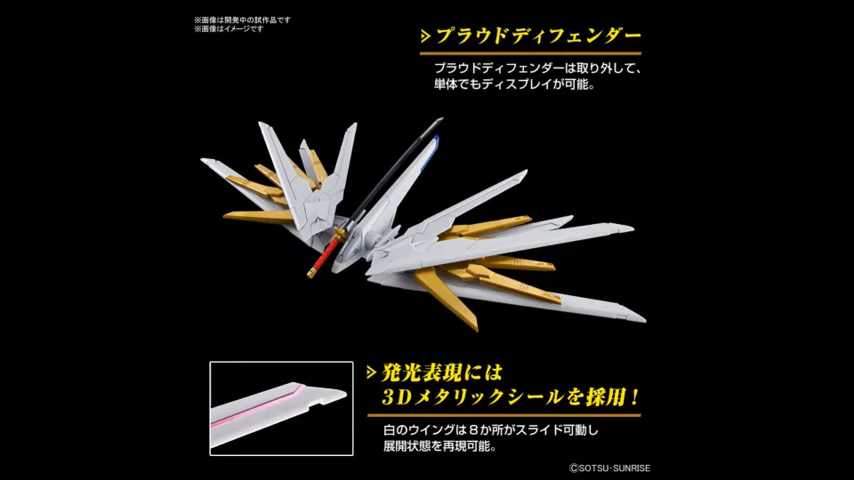 ※画像は開発中の試作品です
※画像はイメージです
プラウドディフェンダー
プラウドディフェンダーは取り外して、
単体でもディスプレイが可能。
発光表現には
3Dメタリックシールを採用！
白のウイングは8か所がスライド可動し
展開状態を再現可能。
©SOTSU・SUNRISE